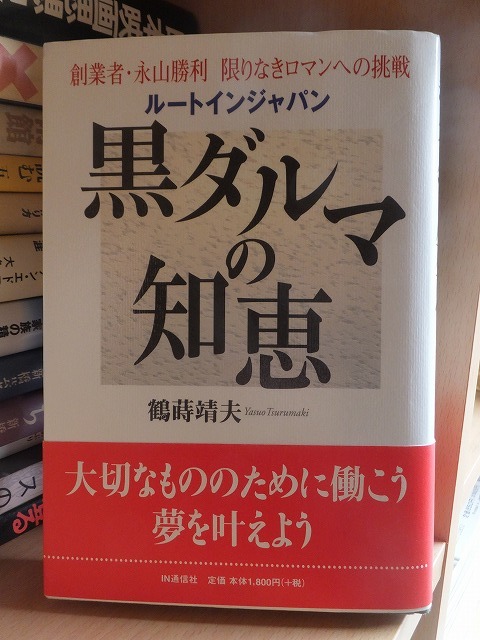 創業者・永山勝利 限りなきロマンへの挑戦
ルートインジャパン
黒ダルマ
の
知恵
鶴蒔靖夫 Yasuo Tsurumaki
大切なもののために働こう
夢を叶えよう
IN通信社 定価 本体1,800円(+税)